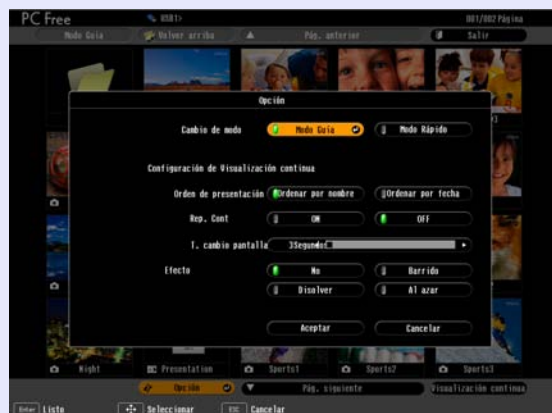 PC Free USB1> 001/002 Página
Modo Guía Volver arriba Pág. anterior Salir
Opción
Cambio de modo Modo Guía Modo Rápido
Configuración de Visualización continua
Orden de presentación Ordenar por nombre Ordenar por fecha
Rep. Cont ON OFF
T. cambio pantalla 3Segundos
Efecto No Barrido
Disolver Al azar
Aceptar Cancelar
Night Presentation Sports1 Sports2 Sports3
Opción Pág. siguiente Visualización continua
Enter Listo Seleccionar ESC Cancelar